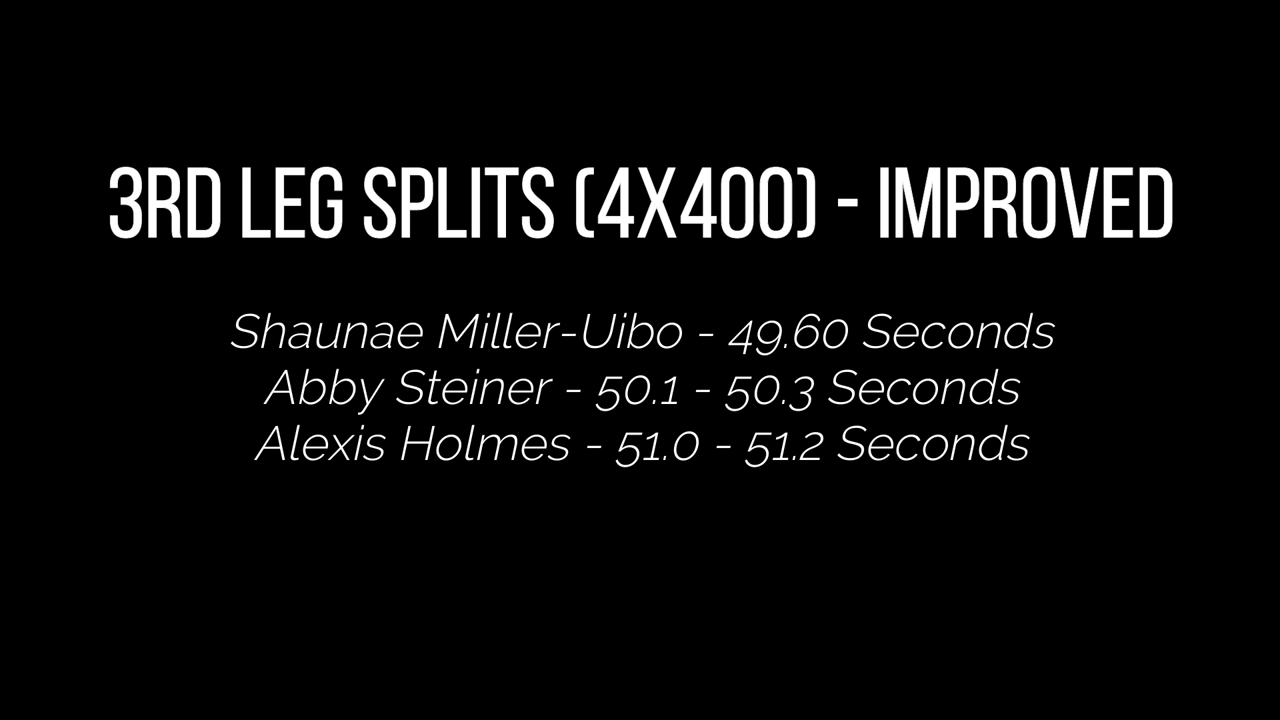 3RD LEG SPLITS (4X400) - IMPROVED
Shaunae Miller-Uibo - 49.60 Seconds
Abby Steiner - 50.1 - 50.3 Seconds
Alexis Holmes - 51.0 - 51.2 Seconds